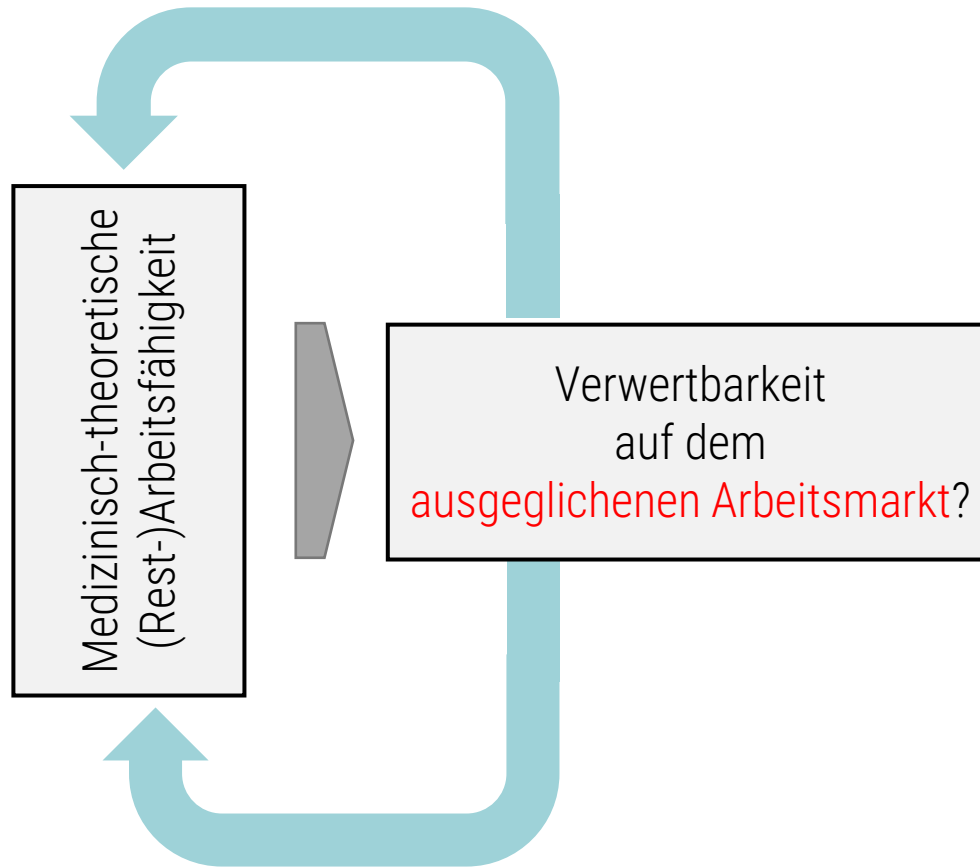 Medizinisch-theoretische
(Rest-)Arbeitsfähigkeit
Verwertbarkeit
auf dem
ausgeglichenen Arbeitsmarkt?